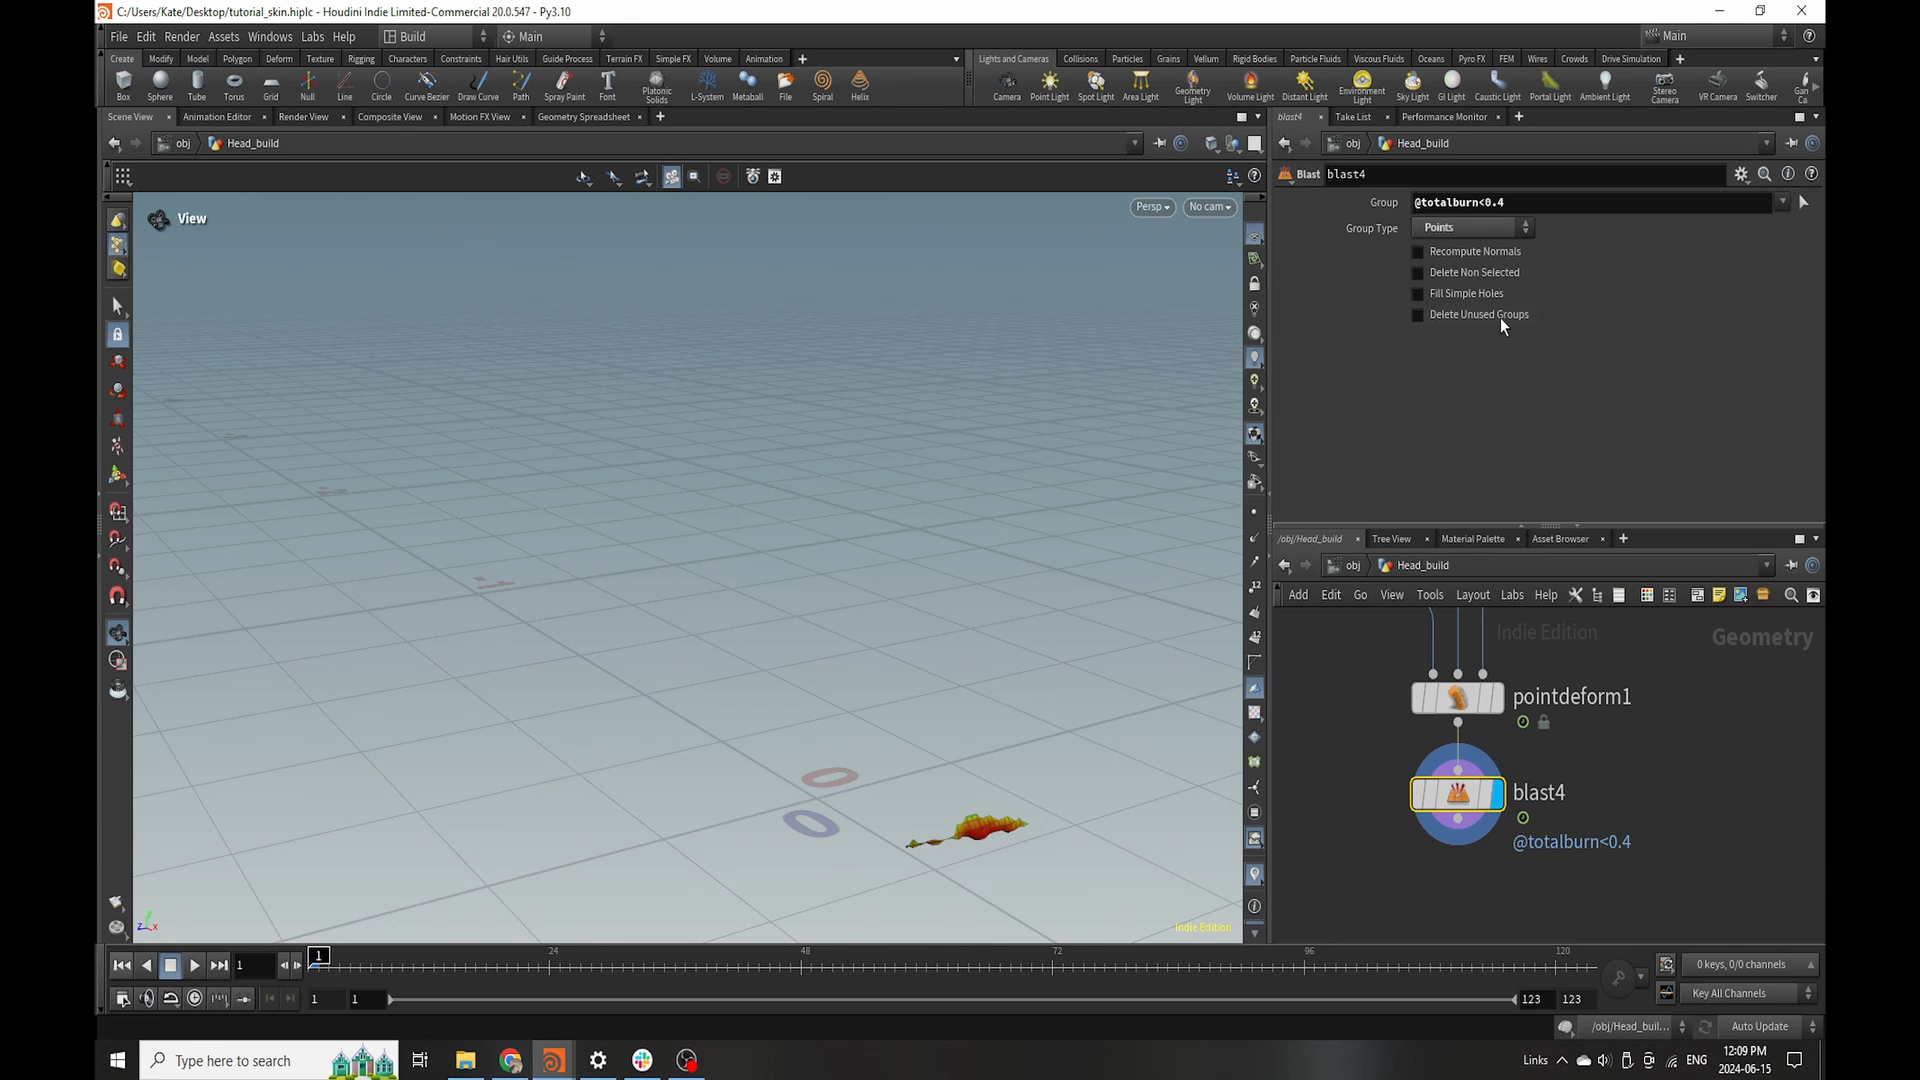 C:/Users/Kate/Desktop/tutorial_skin.hiplc - Houdini Indie Limited-Commercial 20.0.547 - Py3.10
File Edit Render Assets Windows Labs Help Build Main Main
Create Modify Model Polygon Deform Texture Rigging Characters Constraints Hair Utils Guide Process Terrain FX Simple FX Volume Animation
Lights and Cameras Collisions Particles Grains Vellum Rigid Bodies Particle Fluids Viscous Fluids Oceans Pyro FX FEM Wires Crowds Drive Simulation
Box Sphere Tube Torus Grid Null Line Circle Curve Bezier Draw Curve Path Spray Paint Font Platonic Solids L-System Metaball File Spiral Helix
Camera Point Light Spot Light Area Light Geometry Light Volume Light Distant Light Environment Light Sky Light GI Light Caustic Light Portal Light Ambient Light Stereo Camera VR Camera Switcher Gan Ca
Scene View Animation Editor Render View Composite View Motion FX View Geometry Spreadsheet
blast4 Take List Performance Monitor
obj Head_build
obj Head_build
Blast blast4
View
Persp No cam
Group @totalburn<0.4
Group Type Points
Recompute Normals
Delete Non Selected
Fill Simple Holes
Delete Unused Groups
/obj/Head_build Tree View Material Palette Asset Browser
obj Head_build
Add Edit Go View Tools Layout Labs Help
Indie Edition
Geometry
pointdeform1
blast4
@totalburn<0.4
0
0
z x
Indie Edition
1 1 24 48 72 96 120
0 keys, 0/0 channels
1 1 123 123
Key All Channels
/obj/Head_buil... Auto Update
Type here to search
Links ENG
12:09 PM
2024-06-15